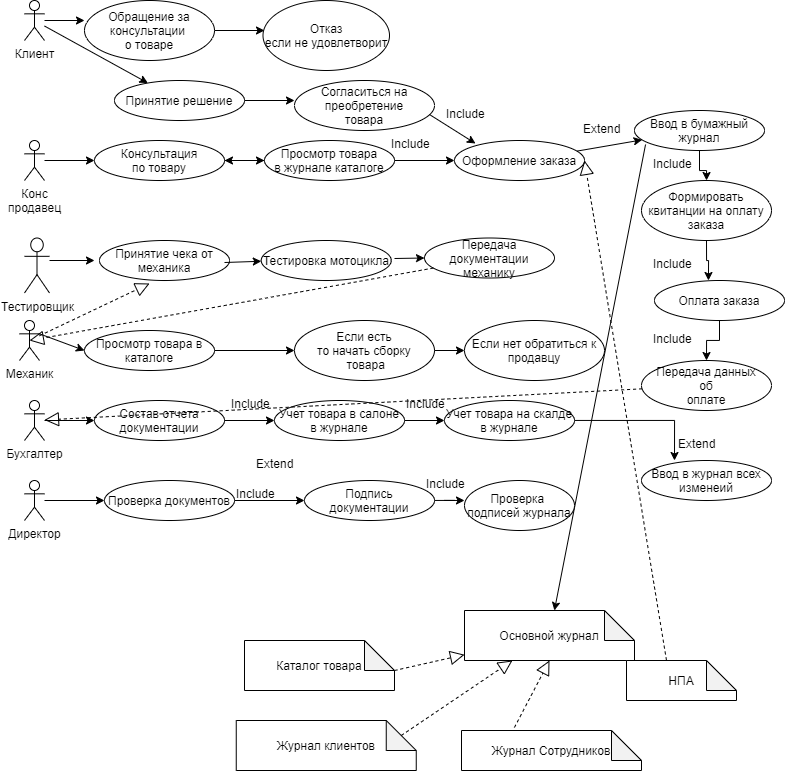 Обращение за
консультации
о товаре
Отказ
если не удовлетворит
Клиент
Принятие решение
Согласиться на
преобретение
товара
Include
Extend
Ввод в бумажный
журнал
Конс
продавец
Консультация
по товару
Просмотр товара
в журнале каталоге
Include
Оформление заказа
Include
Формировать
квитанции на оплату
заказа
Тестировщик
Принятие чека от
механика
Тестировка мотоцикла
Передача
документации
механику
Include
Оплата заказа
Механик
Просмотр товара в
каталоге
Если есть
то начать сборку
товара
Если нет обратиться к
продавцу
Include
Передача данных
об
оплате
Бухгалтер
Состав отчета
документации
Include
Учет товара в салоне
в журнале
Include
Учет товара на скалде
в журнале
Extend
Ввод в журнал всех
изменеий
Extend
Директор
Проверка документов
Include
Подпись
документации
Include
Проверка
подписей журнала
Основной журнал
Каталог товара
НПА
Журнал клиентов
Журнал Сотрудников